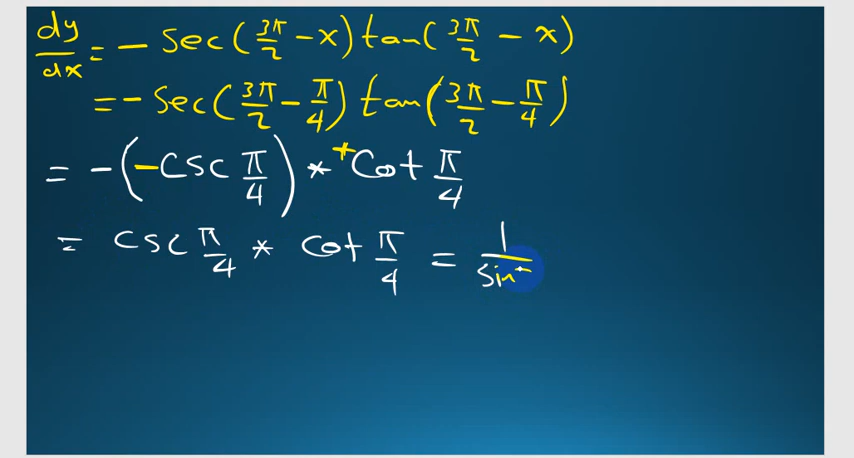 dy/dx = - sec(3π/2 - x) tan(3π/2 - x)
= - sec(3π/2 - π/4) tan(3π/2 - π/4)
= -(-csc π/4) * +cot π/4
= csc π/4 * cot π/4 = 1/sin